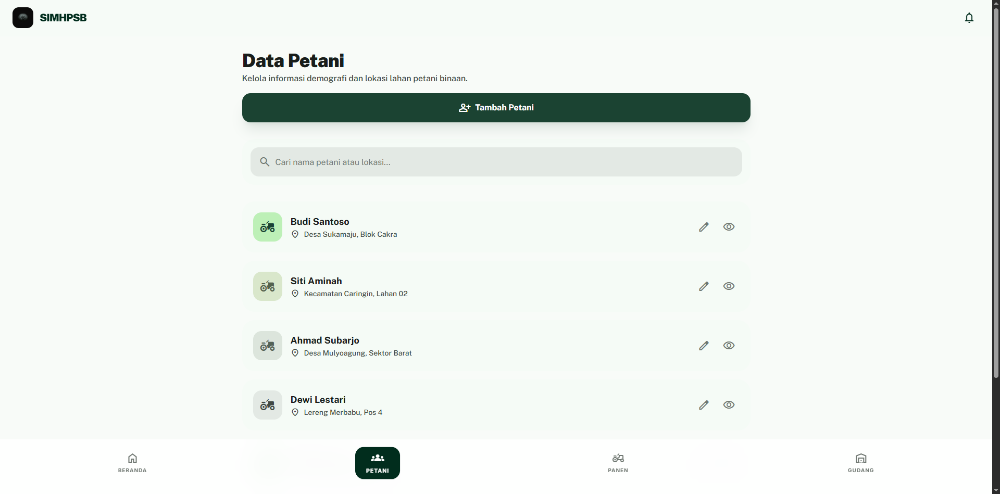 SIMHPSB
Data Petani
Kelola informasi demografi dan lokasi lahan petani binaan.
Tambah Petani
Cari nama petani atau lokasi...
Budi Santoso
Desa Sukamaju, Blok Cakra
Siti Aminah
Kecamatan Caringin, Lahan 02
Ahmad Subarjo
Desa Mulyoagung, Sektor Barat
Dewi Lestari
Lereng Merbabu, Pos 4
BERANDA
PETANI
PANEN
GUDANG